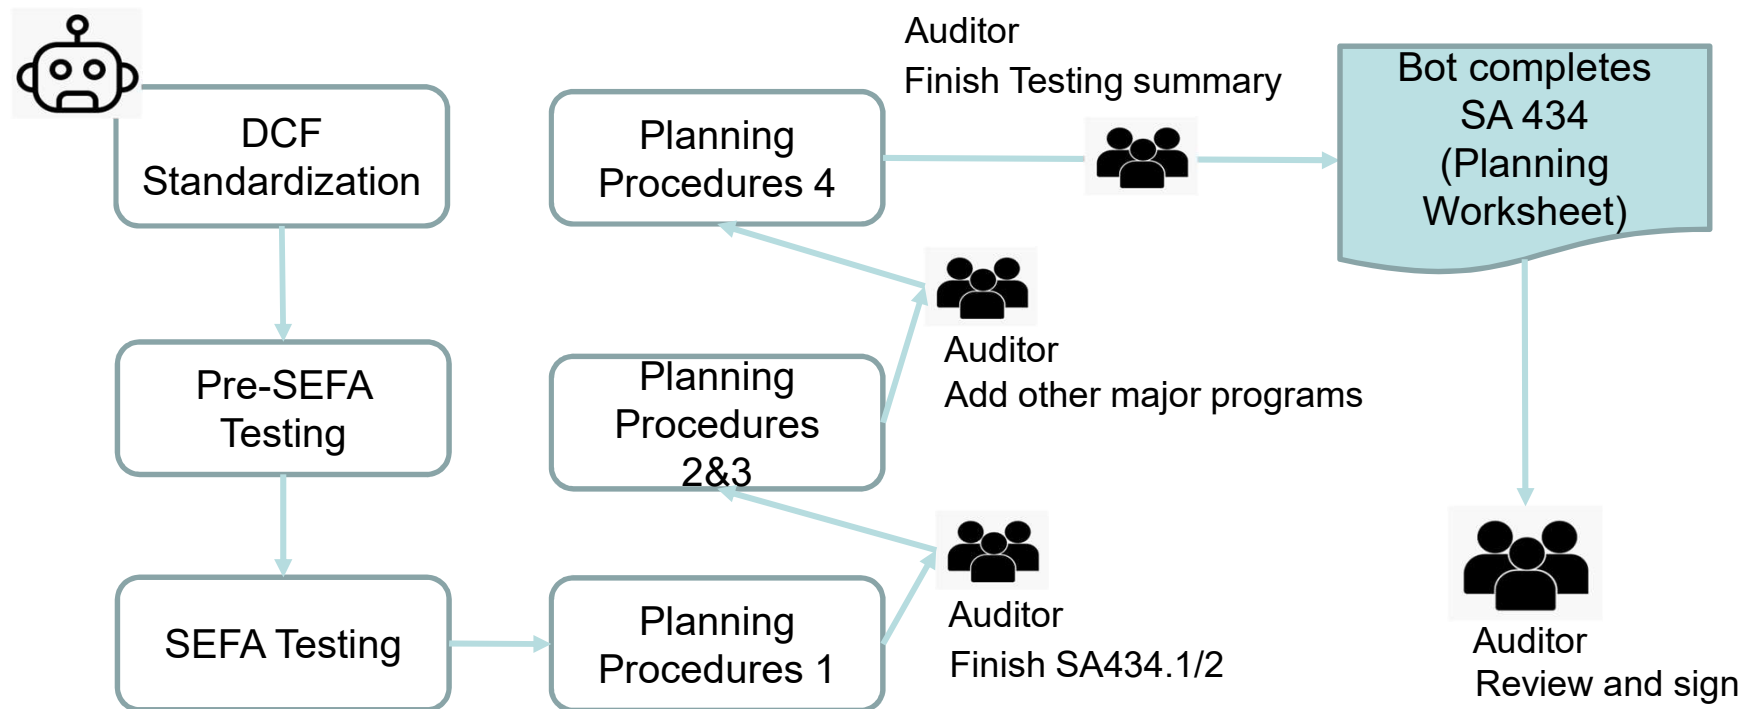 DCF
Standardization
Pre-SEFA
Testing
SEFA Testing
Planning
Procedures 1
Auditor
Finish SA434.1/2
Planning
Procedures
2&3
Auditor
Add other major programs
Planning
Procedures 4
Auditor
Finish Testing summary
Bot completes
SA 434
(Planning
Worksheet)
Auditor
Review and sign